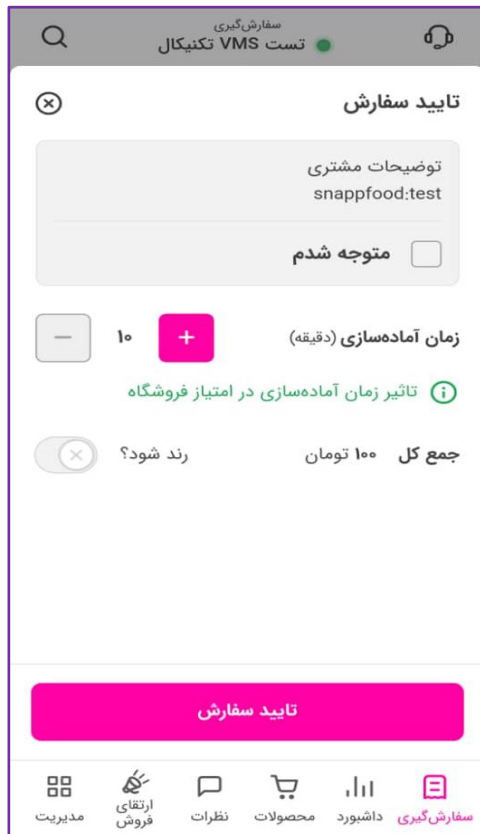 سفارش‌گیری
تست VMS تکنیکال
تایید سفارش
توضیحات مشتری
snappfood:test
متوجه شدم
زمان آماده‌سازی (دقیقه)
۱۰
تاثیر زمان آماده‌سازی در امتیاز فروشگاه
جمع کل ۱۰۰ تومان
رند شود؟
تایید سفارش
سفارش‌گیری
داشبورد
محصولات
نظرات
ارتقای
فروش
مدیریت